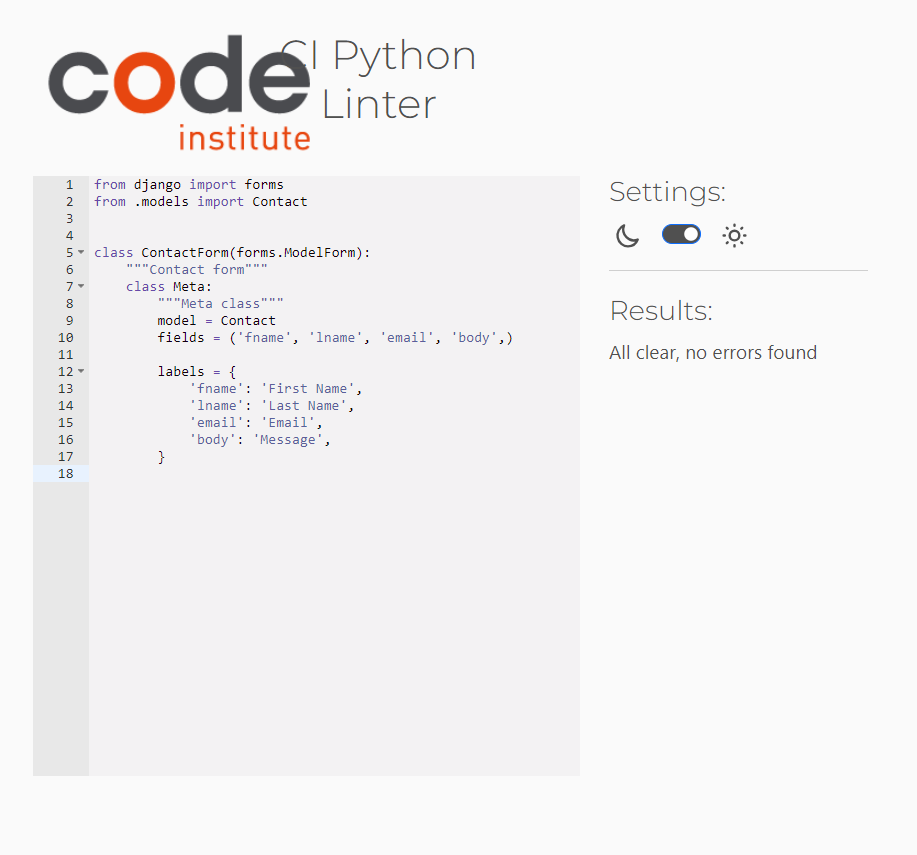 code
institute
CI Python
Linter
1 from django import forms
2 from .models import Contact
3
4
5 class ContactForm(forms.ModelForm):
6     """Contact form"""
7     class Meta:
8         """Meta class"""
9         model = Contact
10         fields = ('fname', 'lname', 'email', 'body',)
11
12         labels = {
13             'fname': 'First Name',
14             'lname': 'Last Name',
15             'email': 'Email',
16             'body': 'Message',
17         }
18
Settings:
Results:
All clear, no errors found